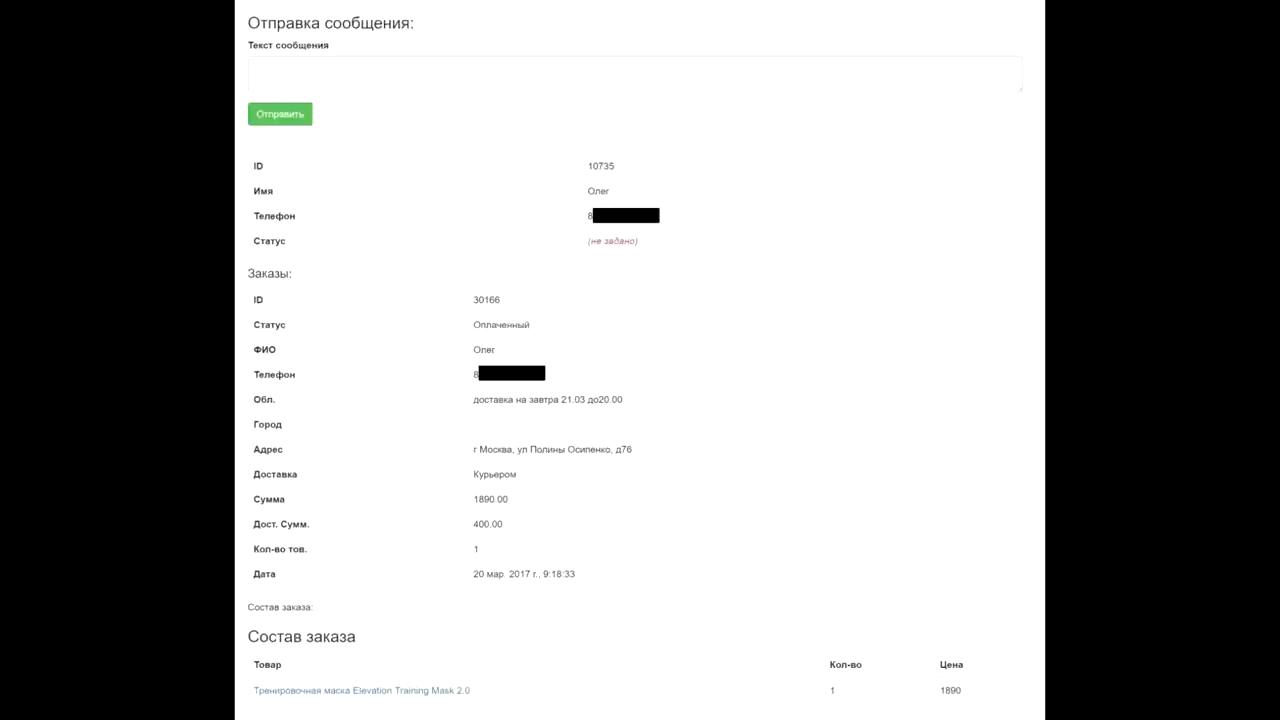 Отправка сообщения:
Текст сообщения
Отправить
ID 10735
Имя Олег
Телефон 8
Статус (не задано)
Заказы:
ID 30166
Статус Оплаченный
ФИО Олег
Телефон 8
Обл. доставка на завтра 21.03 до20.00
Город
Адрес г Москва, ул Полины Осипенко, д76
Доставка Курьером
Сумма 1890.00
Дост. Сумм. 400.00
Кол-во тов. 1
Дата 20 мар. 2017 г., 9:18:33
Состав заказа:
Состав заказа
Товар Кол-во Цена
Тренировочная маска Elevation Training Mask 2.0 1 1890